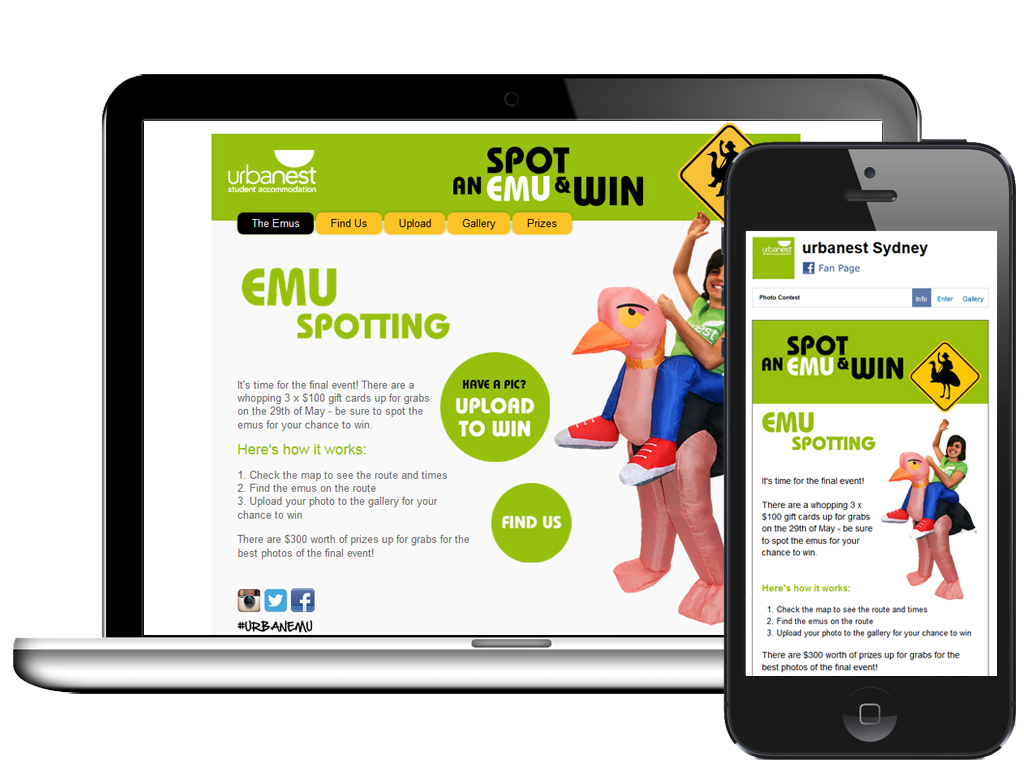 urbanest
student accommodation
SPOT
AN EMU & WIN
The Emus
Find Us
Upload
Gallery
Prizes
EMU
SPOTTING
It's time for the final event! There are a
whopping 3 x $100 gift cards up for grabs
on the 29th of May - be sure to spot the
emus for your chance to win.
HAVE A PIC?
UPLOAD
TO WIN
Here's how it works:
1. Check the map to see the route and times
2. Find the emus on the route
3. Upload your photo to the gallery for your
chance to win
FIND US
There are $300 worth of prizes up for grabs for the
best photos of the final event!
#URBANEMU
urbanest
urbanest Sydney
Fan Page
Photo Contest
Info
Enter
Gallery
SPOT
AN EMU & WIN
EMU
SPOTTING
It's time for the final event!
There are a whopping 3 x
$100 gift cards up for grabs
on the 29th of May - be sure
to spot the emus for your
chance to win.
Here's how it works:
1. Check the map to see the route and times
2. Find the emus on the route
3. Upload your photo to the gallery for your chance to win
There are $300 worth of prizes up for grabs for the
best photos of the final event!